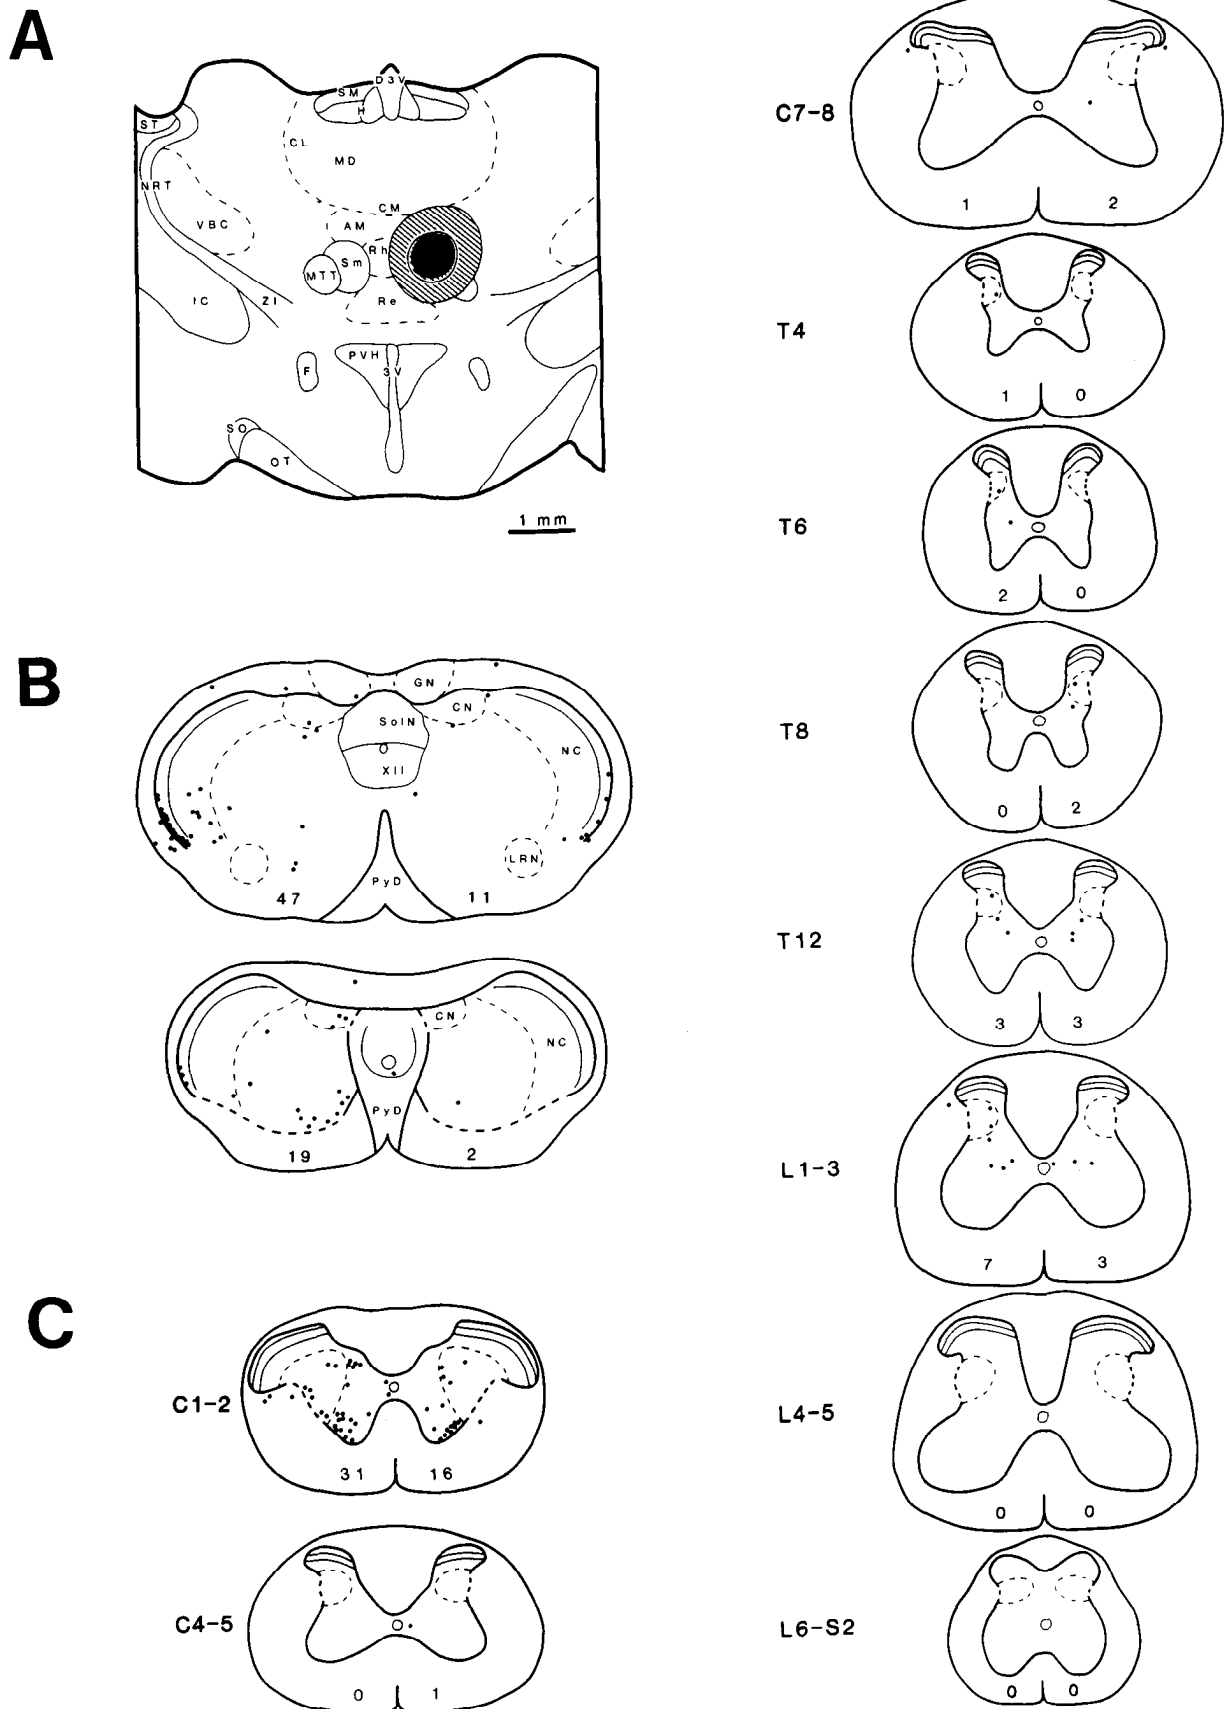 A
D3V
SM
H
ST
CL
MD
NRT
VBC
CM
AM
Rh
Sm
MTT
IC
ZI
Re
PVH
3V
F
SO
OT
1 mm
B
GN
CN
SolN
NC
XII
LRN
PyD
47 11
CN
NC
PyD
19 2
C
C1-2
31 16
C4-5
0 1
C7-8
1 2
T4
1 0
T6
2 0
T8
0 2
T12
3 3
L1-3
7 3
L4-5
0 0
L6-S2
0 0